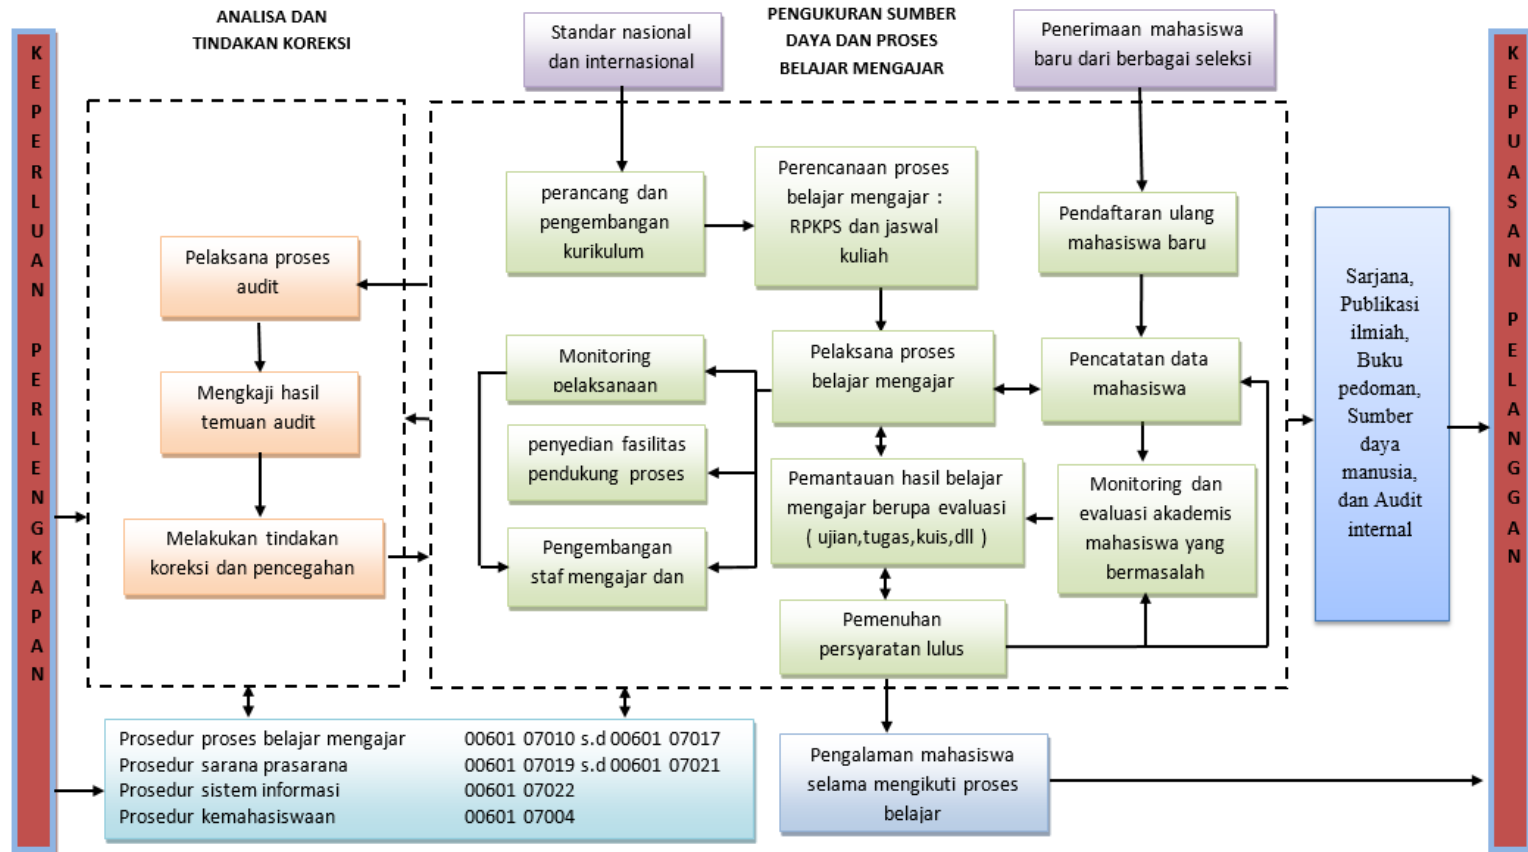 ANALISA DAN
TINDAKAN KOREKSI
PENGUKURAN SUMBER
DAYA DAN PROSES
BELAJAR MENGAJAR
KEPERLUAN PERLENGKAPAN
Standar nasional
dan internasional
Penerimaan mahasiswa
baru dari berbagai seleksi
Pelaksana proses
audit
Mengkaji hasil
temuan audit
Melakukan tindakan
koreksi dan pencegahan
perancang dan
pengembangan
kurikulum
Perencanaan proses
belajar mengajar :
RPKPS dan jaswal
kuliah
Pendaftaran ulang
mahasiswa baru
Monitoring
pelaksanaan
penyedian fasilitas
pendukung proses
Pengembangan
staf mengajar dan
Pelaksana proses
belajar mengajar
Pencatatan data
mahasiswa
Pemantauan hasil belajar
mengajar berupa evaluasi
( ujian,tugas,kuis,dll )
Monitoring dan
evaluasi akademis
mahasiswa yang
bermasalah
Pemenuhan
persyaratan lulus
Sarjana,
Publikasi
ilmiah,
Buku
pedoman,
Sumber
daya
manusia,
dan Audit
internal
KEPUASAN PELANGGAN
Prosedur proses belajar mengajar 00601 07010 s.d 00601 07017
Prosedur sarana prasarana 00601 07019 s.d 00601 07021
Prosedur sistem informasi 00601 07022
Prosedur kemahasiswaan 00601 07004
Pengalaman mahasiswa
selama mengikuti proses
belajar